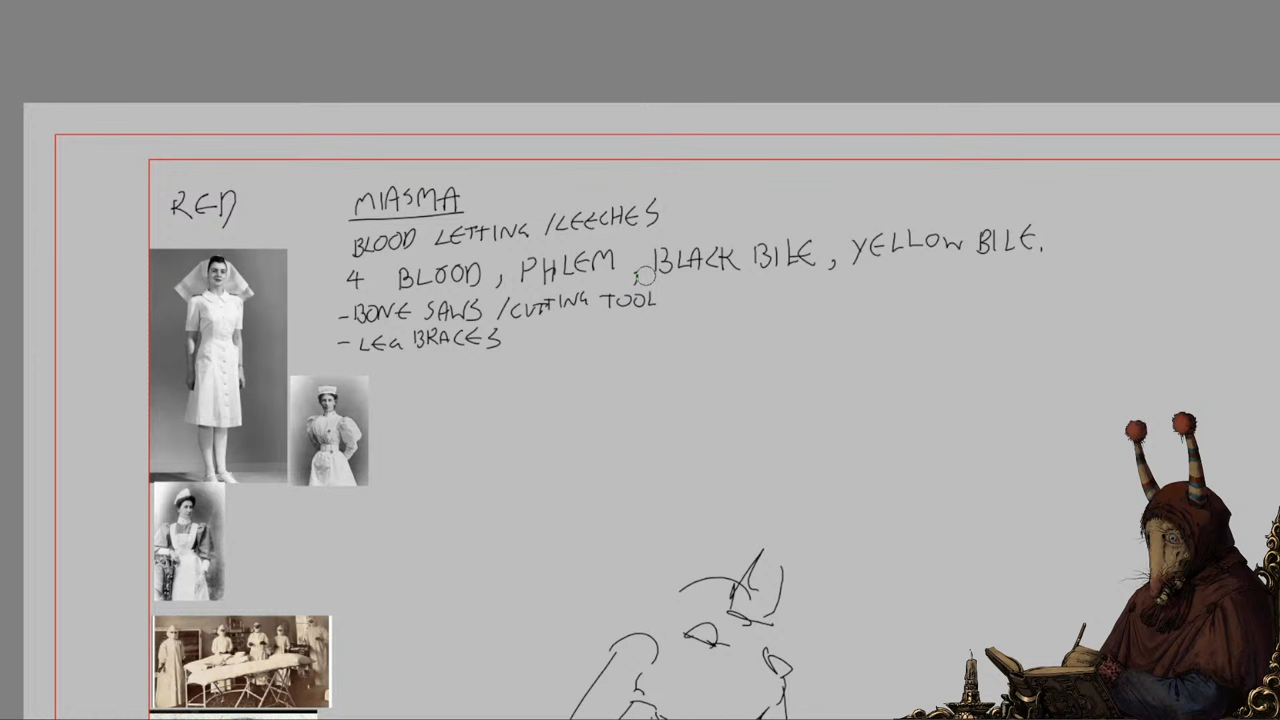 RED
MIASMA
BLOOD LETTING / LEECHES
4 BLOOD, PHLEM, BLACK BILE, YELLOW BILE.
- BONE SAWS / CUTTING TOOL
- LEG BRACES